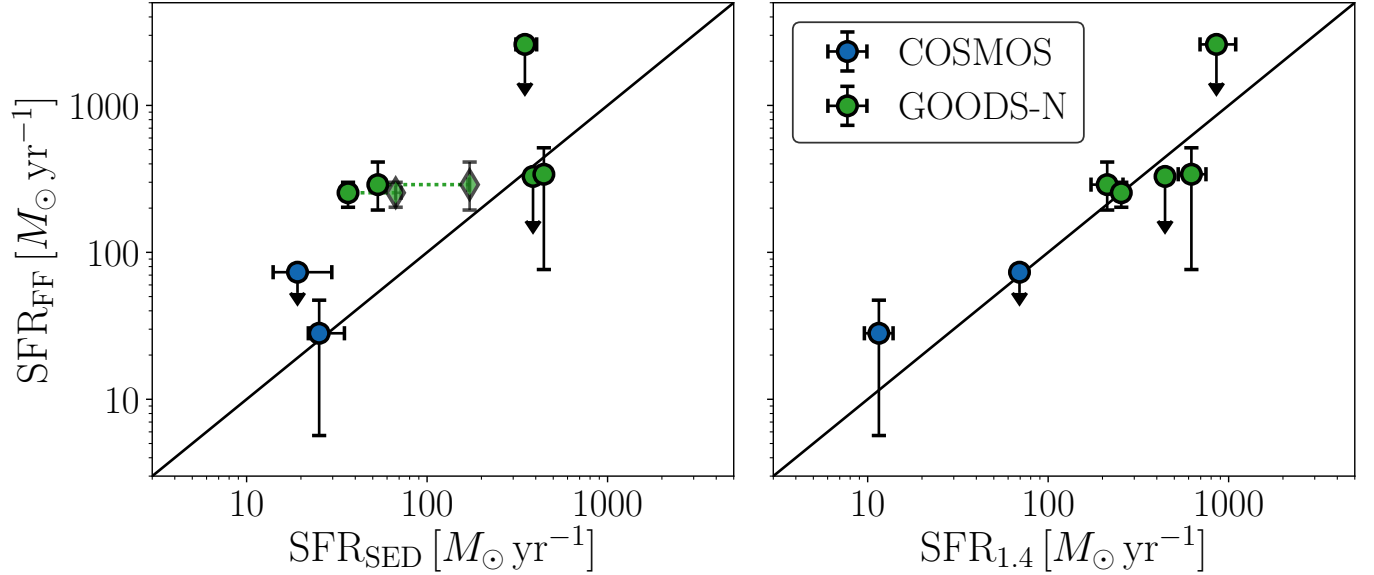 COSMOS
GOODS-N
1000
100
10
SFR_FF [M_⊙ yr⁻¹]
10 100 1000
SFR_SED [M_⊙ yr⁻¹]
10 100 1000
SFR_1.4 [M_⊙ yr⁻¹]